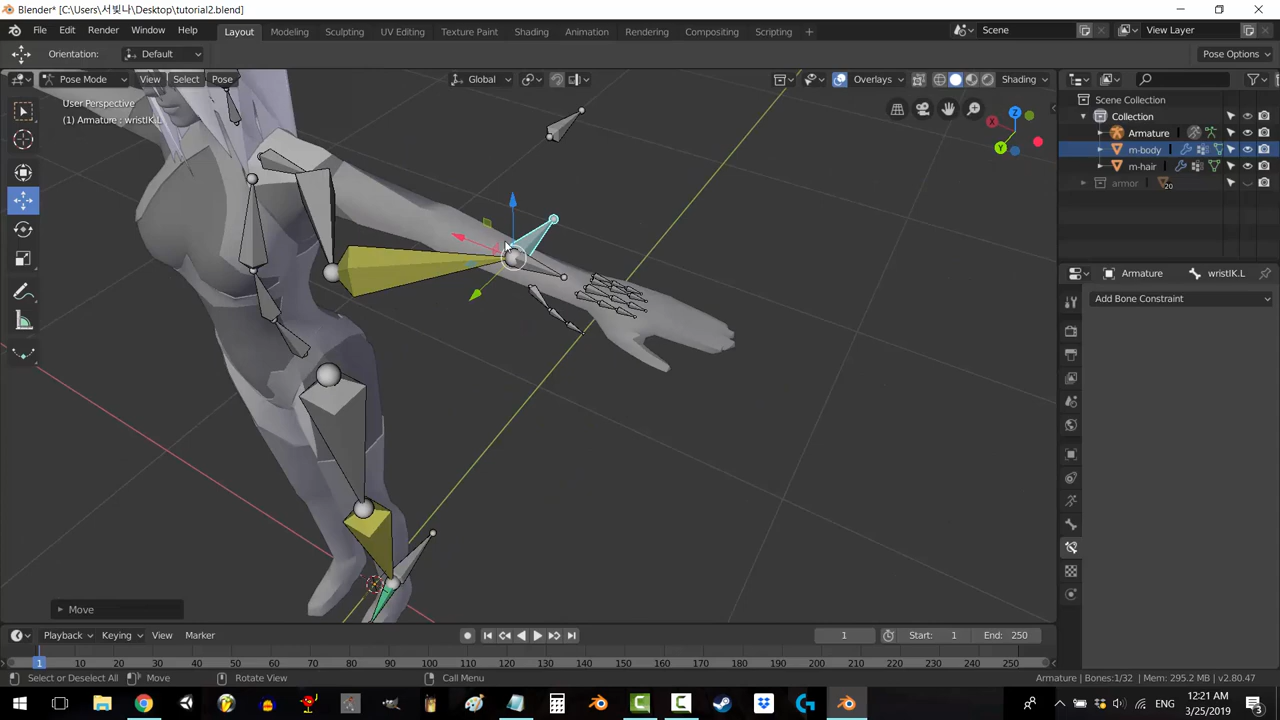 Blender* [C:\Users\서빛나\Desktop\tutorial2.blend]
File Edit Render Window Help Layout Modeling Sculpting UV Editing Texture Paint Shading Animation Rendering Compositing Scripting + Scene View Layer
Orientation: Default Pose Options
Pose Mode View Select Pose Global Overlays Shading
User Perspective
(1) Armature : wristIK.L
Z
Y
X
Scene Collection
Collection
Armature
m-body
m-hair
armor 20
Armature wristIK.L
Add Bone Constraint
Move
Playback Keying View Marker 1 Start: 1 End: 250
1 10 20 30 40 50 60 70 80 90 100 110 120 130 140 150 160 170 180 190 200 210 220 230 240 250
Select or Deselect All Move Rotate View Call Menu Armature | Bones:1/32 | Mem: 295.2 MB | v2.80.47
ENG 12:21 AM 3/25/2019 3